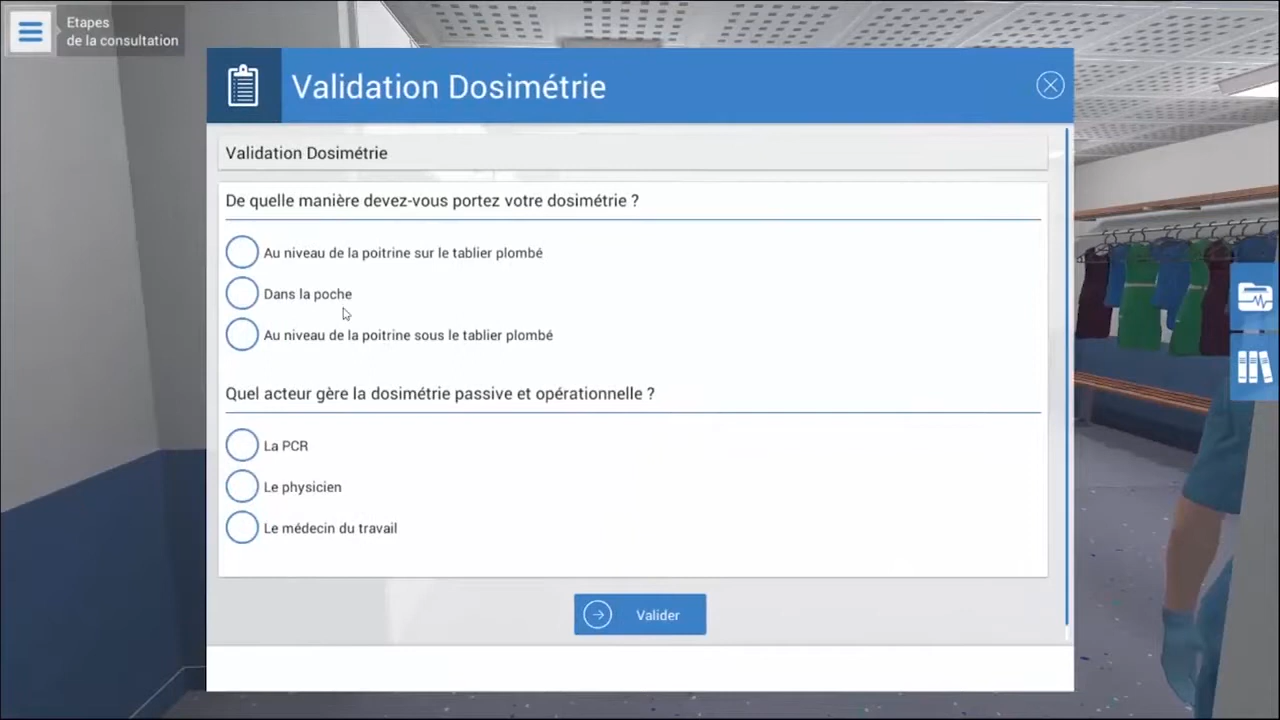 Etapes
de la consultation
Validation Dosimétrie
Validation Dosimétrie
De quelle manière devez-vous portez votre dosimétrie ?
Au niveau de la poitrine sur le tablier plombé
Dans la poche
Au niveau de la poitrine sous le tablier plombé
Quel acteur gère la dosimétrie passive et opérationnelle ?
La PCR
Le physicien
Le médecin du travail
Valider